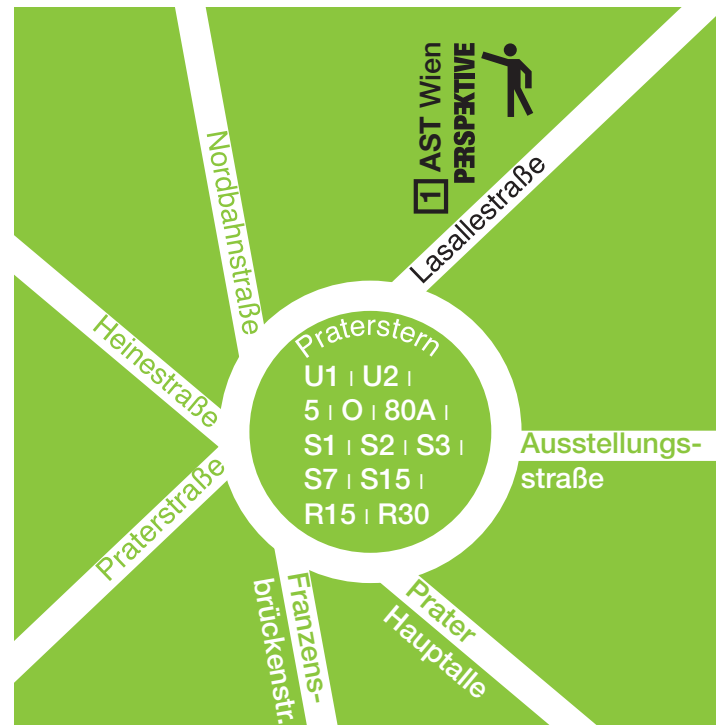 1 AST Wien
PERSPEKTIVE
Lasallestraße
Nordbahnstraße
Heinestraße
Praterstern
U1 | U2 |
5 | O | 80A |
S1 | S2 | S3 |
S7 | S15 |
R15 | R30
Ausstellungs-
straße
Praterstraße
Franzens-
brückenstr.
Prater
Hauptalle